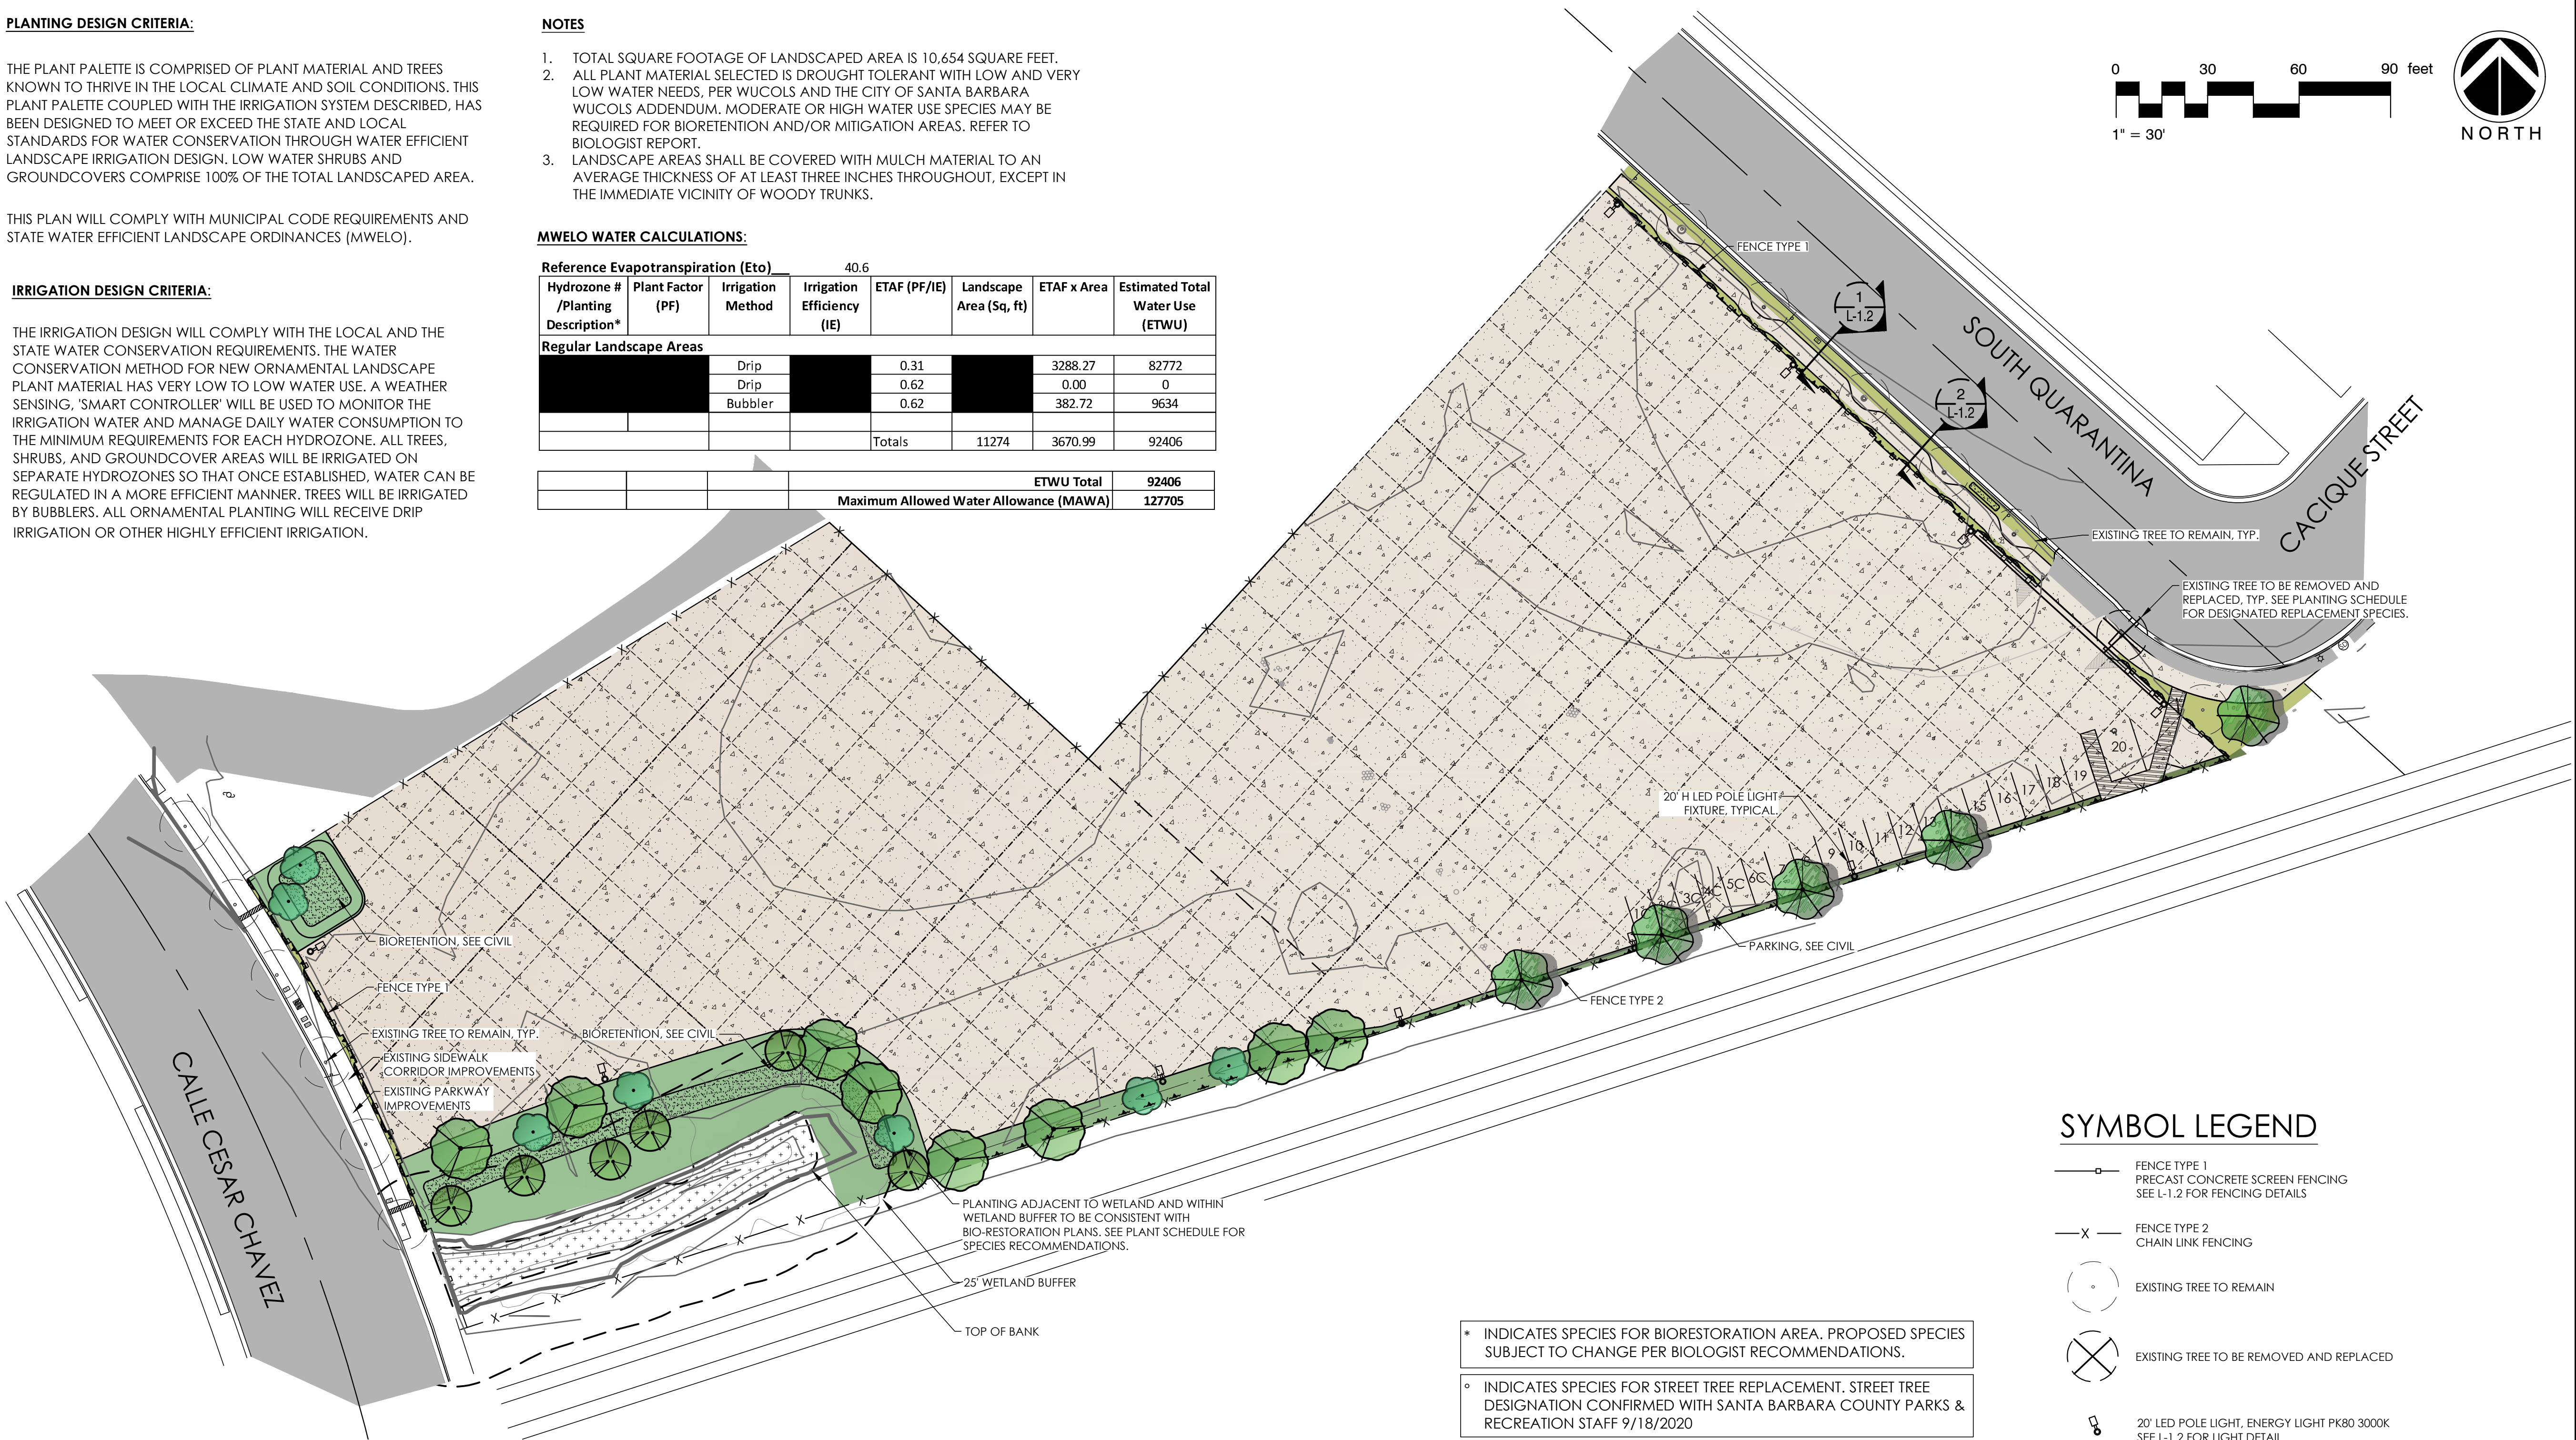 PLANTING DESIGN CRITERIA:
THE PLANT PALETTE IS COMPRISED OF PLANT MATERIAL AND TREES
KNOWN TO THRIVE IN THE LOCAL CLIMATE AND SOIL CONDITIONS. THIS
PLANT PALETTE COUPLED WITH THE IRRIGATION SYSTEM DESCRIBED, HAS
BEEN DESIGNED TO MEET OR EXCEED THE STATE AND LOCAL
STANDARDS FOR WATER CONSERVATION THROUGH WATER EFFICIENT
LANDSCAPE IRRIGATION DESIGN. LOW WATER SHRUBS AND
GROUNDCOVERS COMPRISE 100% OF THE TOTAL LANDSCAPED AREA.
THIS PLAN WILL COMPLY WITH MUNICIPAL CODE REQUIREMENTS AND
STATE WATER EFFICIENT LANDSCAPE ORDINANCES (MWELO).
IRRIGATION DESIGN CRITERIA:
THE IRRIGATION DESIGN WILL COMPLY WITH THE LOCAL AND THE
STATE WATER CONSERVATION REQUIREMENTS. THE WATER
CONSERVATION METHOD FOR NEW ORNAMENTAL LANDSCAPE
PLANT MATERIAL HAS VERY LOW TO LOW WATER USE. A WEATHER
SENSING, 'SMART CONTROLLER' WILL BE USED TO MONITOR THE
IRRIGATION WATER AND MANAGE DAILY WATER CONSUMPTION TO
THE MINIMUM REQUIREMENTS FOR EACH HYDROZONE. ALL TREES,
SHRUBS, AND GROUNDCOVER AREAS WILL BE IRRIGATED ON
SEPARATE HYDROZONES SO THAT ONCE ESTABLISHED, WATER CAN BE
REGULATED IN A MORE EFFICIENT MANNER. TREES WILL BE IRRIGATED
BY BUBBLERS. ALL ORNAMENTAL PLANTING WILL RECEIVE DRIP
IRRIGATION OR OTHER HIGHLY EFFICIENT IRRIGATION.
NOTES
1. TOTAL SQUARE FOOTAGE OF LANDSCAPED AREA IS 10,654 SQUARE FEET.
2. ALL PLANT MATERIAL SELECTED IS DROUGHT TOLERANT WITH LOW AND VERY
LOW WATER NEEDS, PER WUCOLS AND THE CITY OF SANTA BARBARA
WUCOLS ADDENDUM. MODERATE OR HIGH WATER USE SPECIES MAY BE
REQUIRED FOR BIORETENTION AND/OR MITIGATION AREAS. REFER TO
BIOLOGIST REPORT.
3. LANDSCAPE AREAS SHALL BE COVERED WITH MULCH MATERIAL TO AN
AVERAGE THICKNESS OF AT LEAST THREE INCHES THROUGHOUT, EXCEPT IN
THE IMMEDIATE VICINITY OF WOODY TRUNKS.
MWELO WATER CALCULATIONS:
Reference Evapotranspiration (Eto)__ 40.6
Hydrozone # /Planting Description* Plant Factor (PF) Irrigation Method Irrigation Efficiency (IE) ETAF (PF/IE) Landscape Area (Sq, ft) ETAF x Area Estimated Total Water Use (ETWU)
Regular Landscape Areas
Drip 0.31 3288.27 82772
Drip 0.62 0.00 0
Bubbler 0.62 382.72 9634
Totals 11274 3670.99 92406
ETWU Total 92406
Maximum Allowed Water Allowance (MAWA) 127705
0 30 60 90 feet
1" = 30'
NORTH
FENCE TYPE 1
1
L-1.2
2
L-1.2
SOUTH QUARANTINA
CACIQUE STREET
EXISTING TREE TO REMAIN, TYP.
EXISTING TREE TO BE REMOVED AND
REPLACED, TYP. SEE PLANTING SCHEDULE
FOR DESIGNATED REPLACEMENT SPECIES.
20' H LED POLE LIGHT
FIXTURE, TYPICAL.
3C 4C 5C 6C 9 10 11 12 15 16 17 18 19 20
PARKING, SEE CIVIL
FENCE TYPE 2
BIORETENTION, SEE CIVIL
FENCE TYPE 1
EXISTING TREE TO REMAIN, TYP.
BIORETENTION, SEE CIVIL
EXISTING SIDEWALK
CORRIDOR IMPROVEMENTS
EXISTING PARKWAY
IMPROVEMENTS
CALLE CESAR CHAVEZ
PLANTING ADJACENT TO WETLAND AND WITHIN
WETLAND BUFFER TO BE CONSISTENT WITH
BIO-RESTORATION PLANS. SEE PLANT SCHEDULE FOR
SPECIES RECOMMENDATIONS.
25' WETLAND BUFFER
TOP OF BANK
* INDICATES SPECIES FOR BIORESTORATION AREA. PROPOSED SPECIES
SUBJECT TO CHANGE PER BIOLOGIST RECOMMENDATIONS.
° INDICATES SPECIES FOR STREET TREE REPLACEMENT. STREET TREE
DESIGNATION CONFIRMED WITH SANTA BARBARA COUNTY PARKS &
RECREATION STAFF 9/18/2020
SYMBOL LEGEND
FENCE TYPE 1
PRECAST CONCRETE SCREEN FENCING
SEE L-1.2 FOR FENCING DETAILS
X FENCE TYPE 2
CHAIN LINK FENCING
EXISTING TREE TO REMAIN
EXISTING TREE TO BE REMOVED AND REPLACED
20' LED POLE LIGHT, ENERGY LIGHT PK80 3000K
SEE L-1.2 FOR LIGHT DETAIL